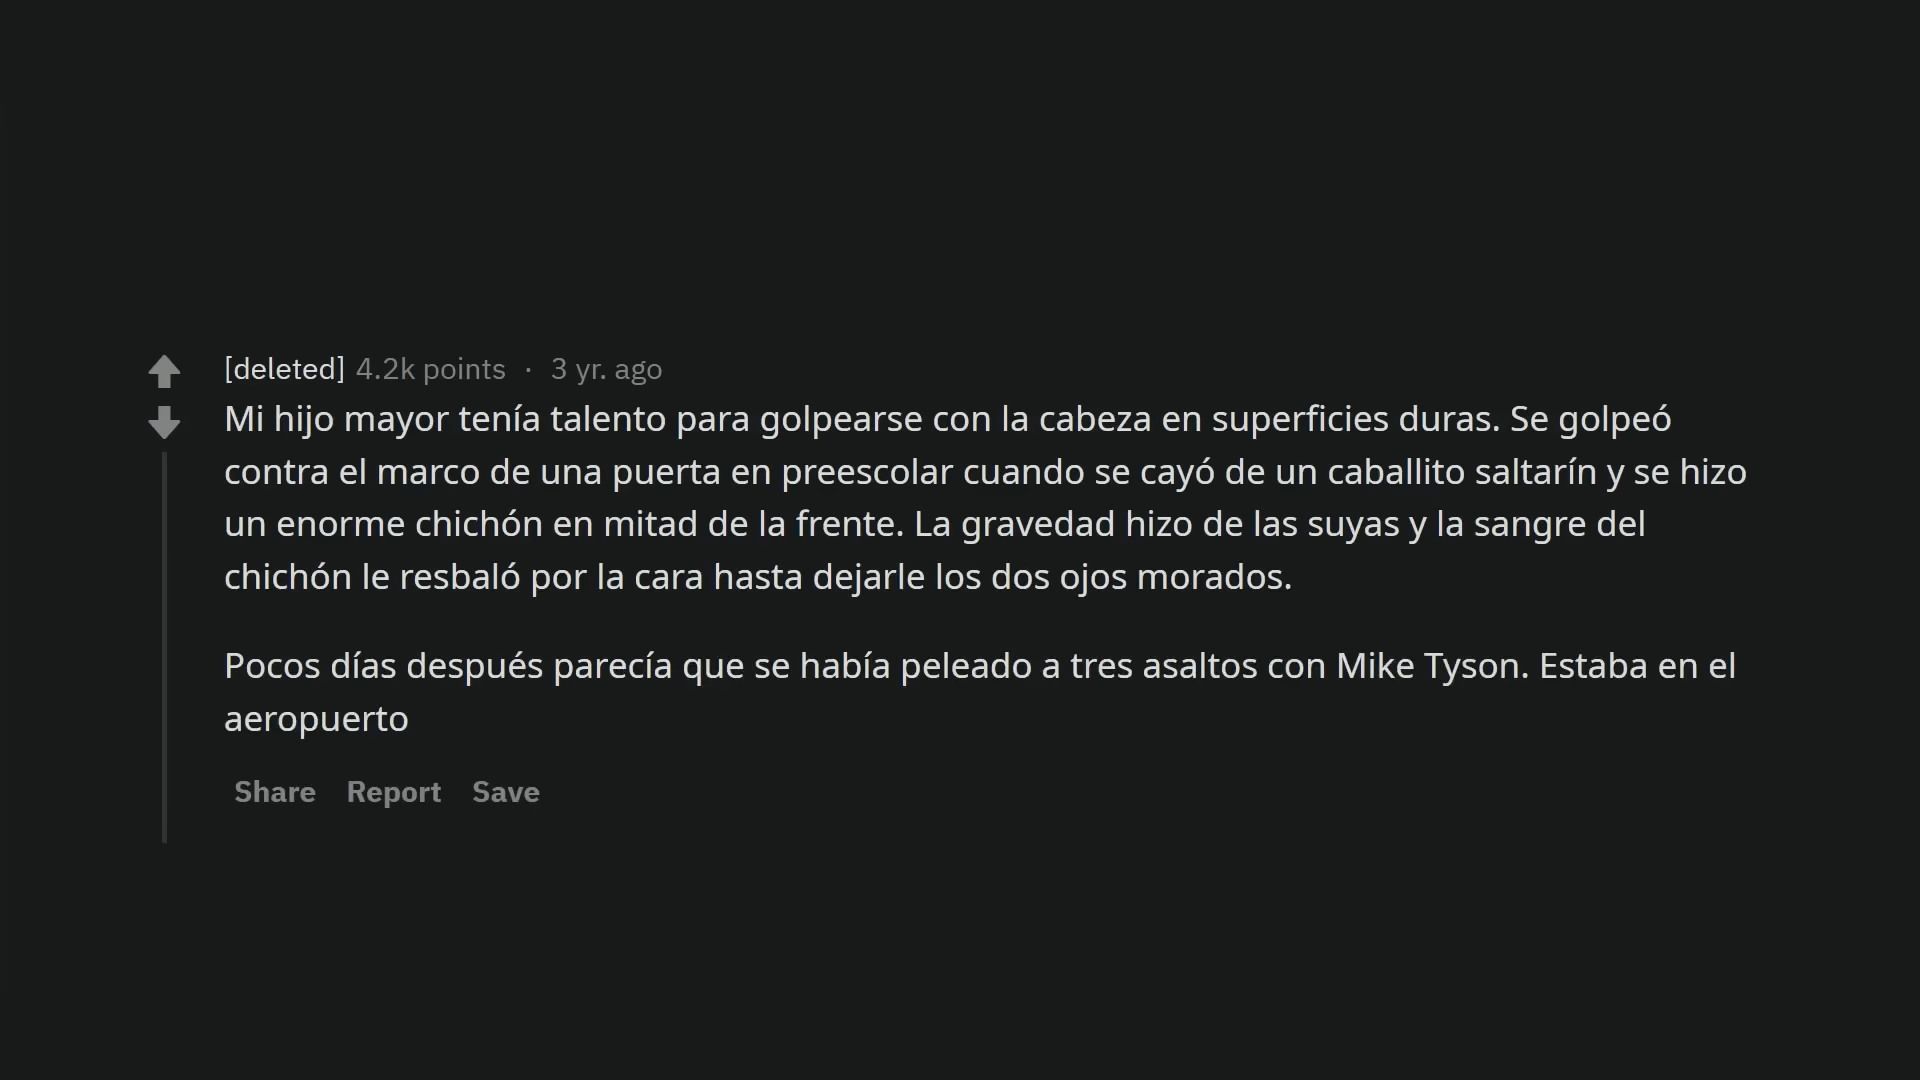 [deleted] 4.2k points · 3 yr. ago
Mi hijo mayor tenía talento para golpearse con la cabeza en superficies duras. Se golpeó
contra el marco de una puerta en preescolar cuando se cayó de un caballito saltarín y se hizo
un enorme chichón en mitad de la frente. La gravedad hizo de las suyas y la sangre del
chichón le resbaló por la cara hasta dejarle los dos ojos morados.
Pocos días después parecía que se había peleado a tres asaltos con Mike Tyson. Estaba en el
aeropuerto
Share Report Save